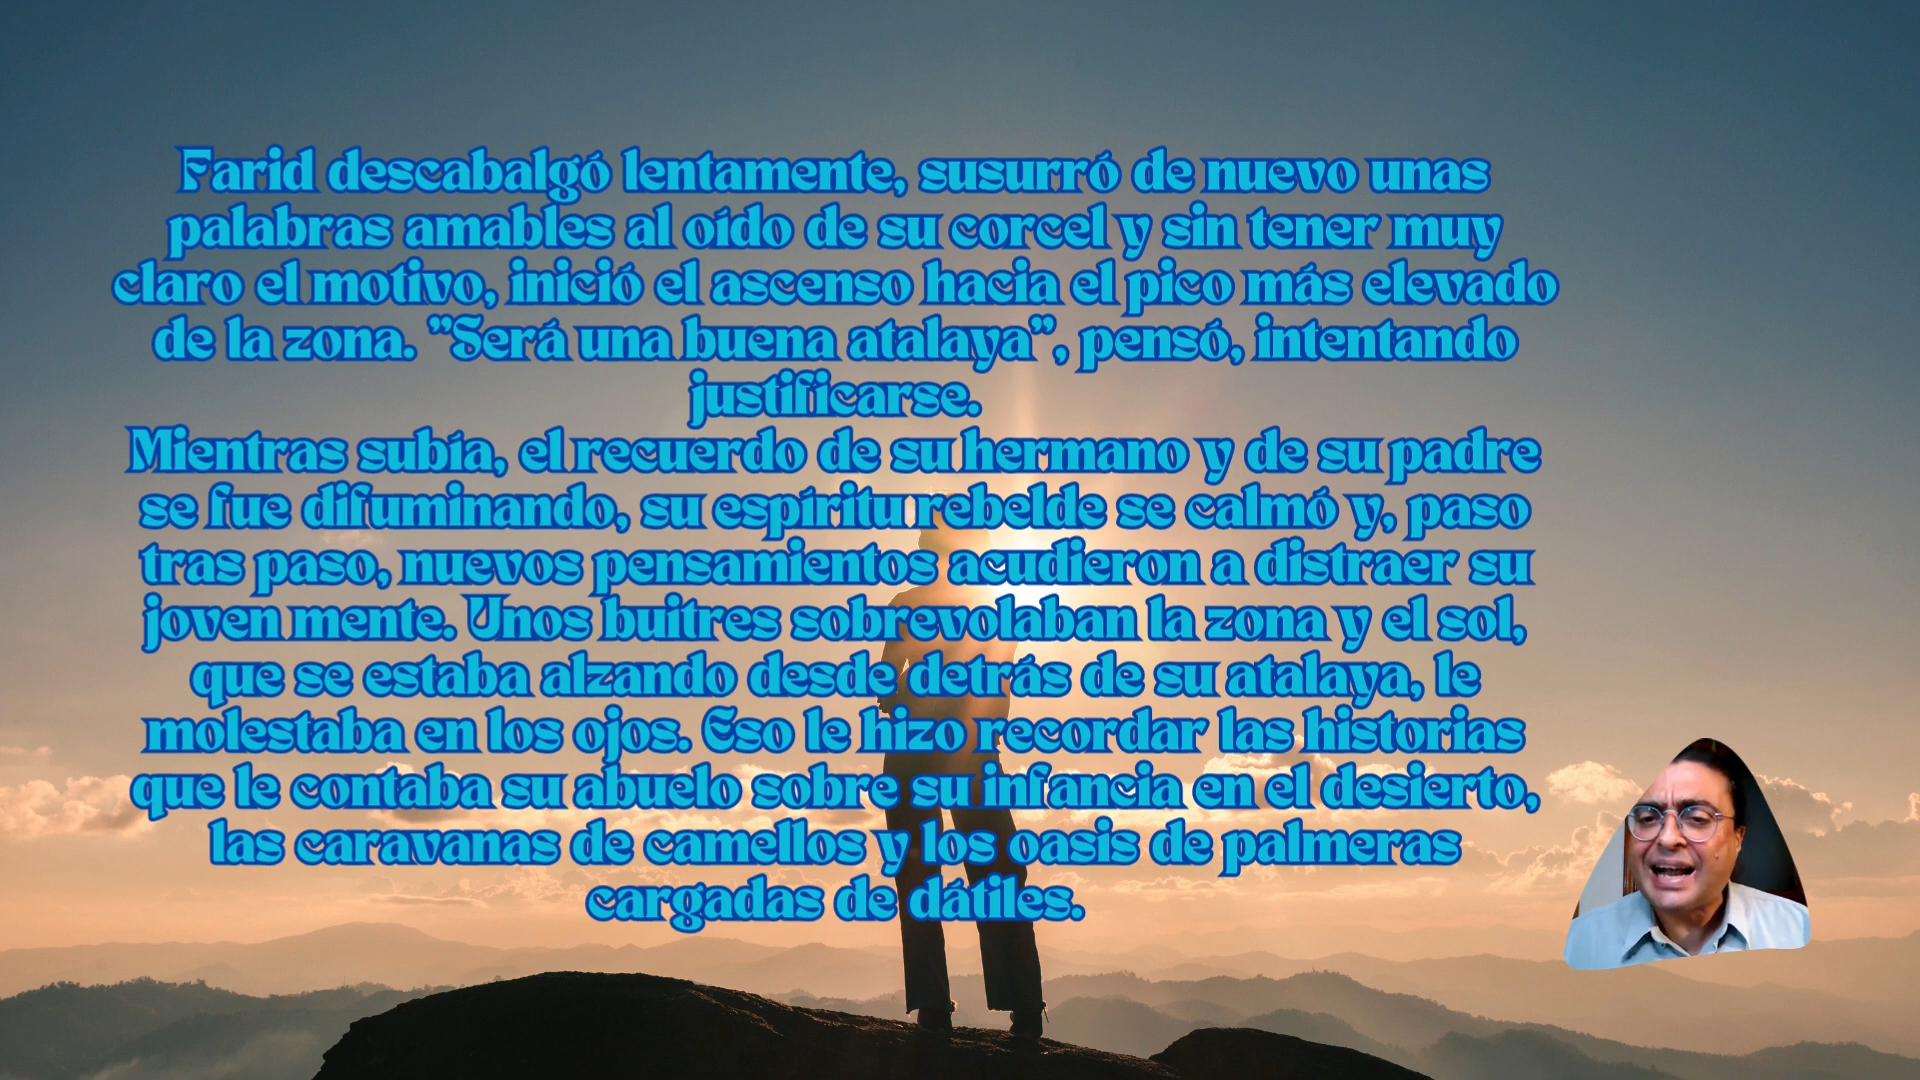 Farid descabalgó lentamente, susurró de nuevo unas
palabras amables al oído de su corcel y sin tener muy
claro el motivo, inició el ascenso hacia el pico más elevado
de la zona. "Será una buena atalaya", pensó, intentando
justificarse.
Mientras subía, el recuerdo de su hermano y de su padre
se fue difuminando, su espíritu rebelde se calmó y, paso
tras paso, nuevos pensamientos acudieron a distraer su
joven mente. Unos buitres sobrevolaban la zona y el sol,
que se estaba alzando desde detrás de su atalaya, le
molestaba en los ojos. Eso le hizo recordar las historias
que le contaba su abuelo sobre su infancia en el desierto,
las caravanas de camellos y los oasis de palmeras
cargadas de dátiles.